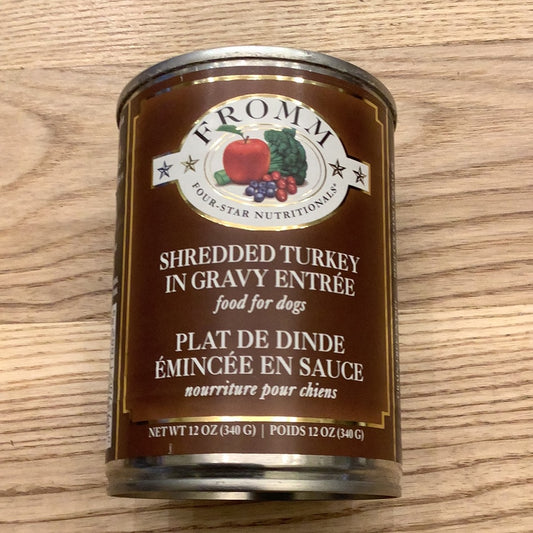 FROMM
FOUR-STAR NUTRITIONALS®
SHREDDED TURKEY
IN GRAVY ENTRÉE
food for dogs
PLAT DE DINDE
ÉMINCÉE EN SAUCE
nourriture pour chiens
NET WT 12 OZ (340 G) | POIDS 12 OZ (340 G)